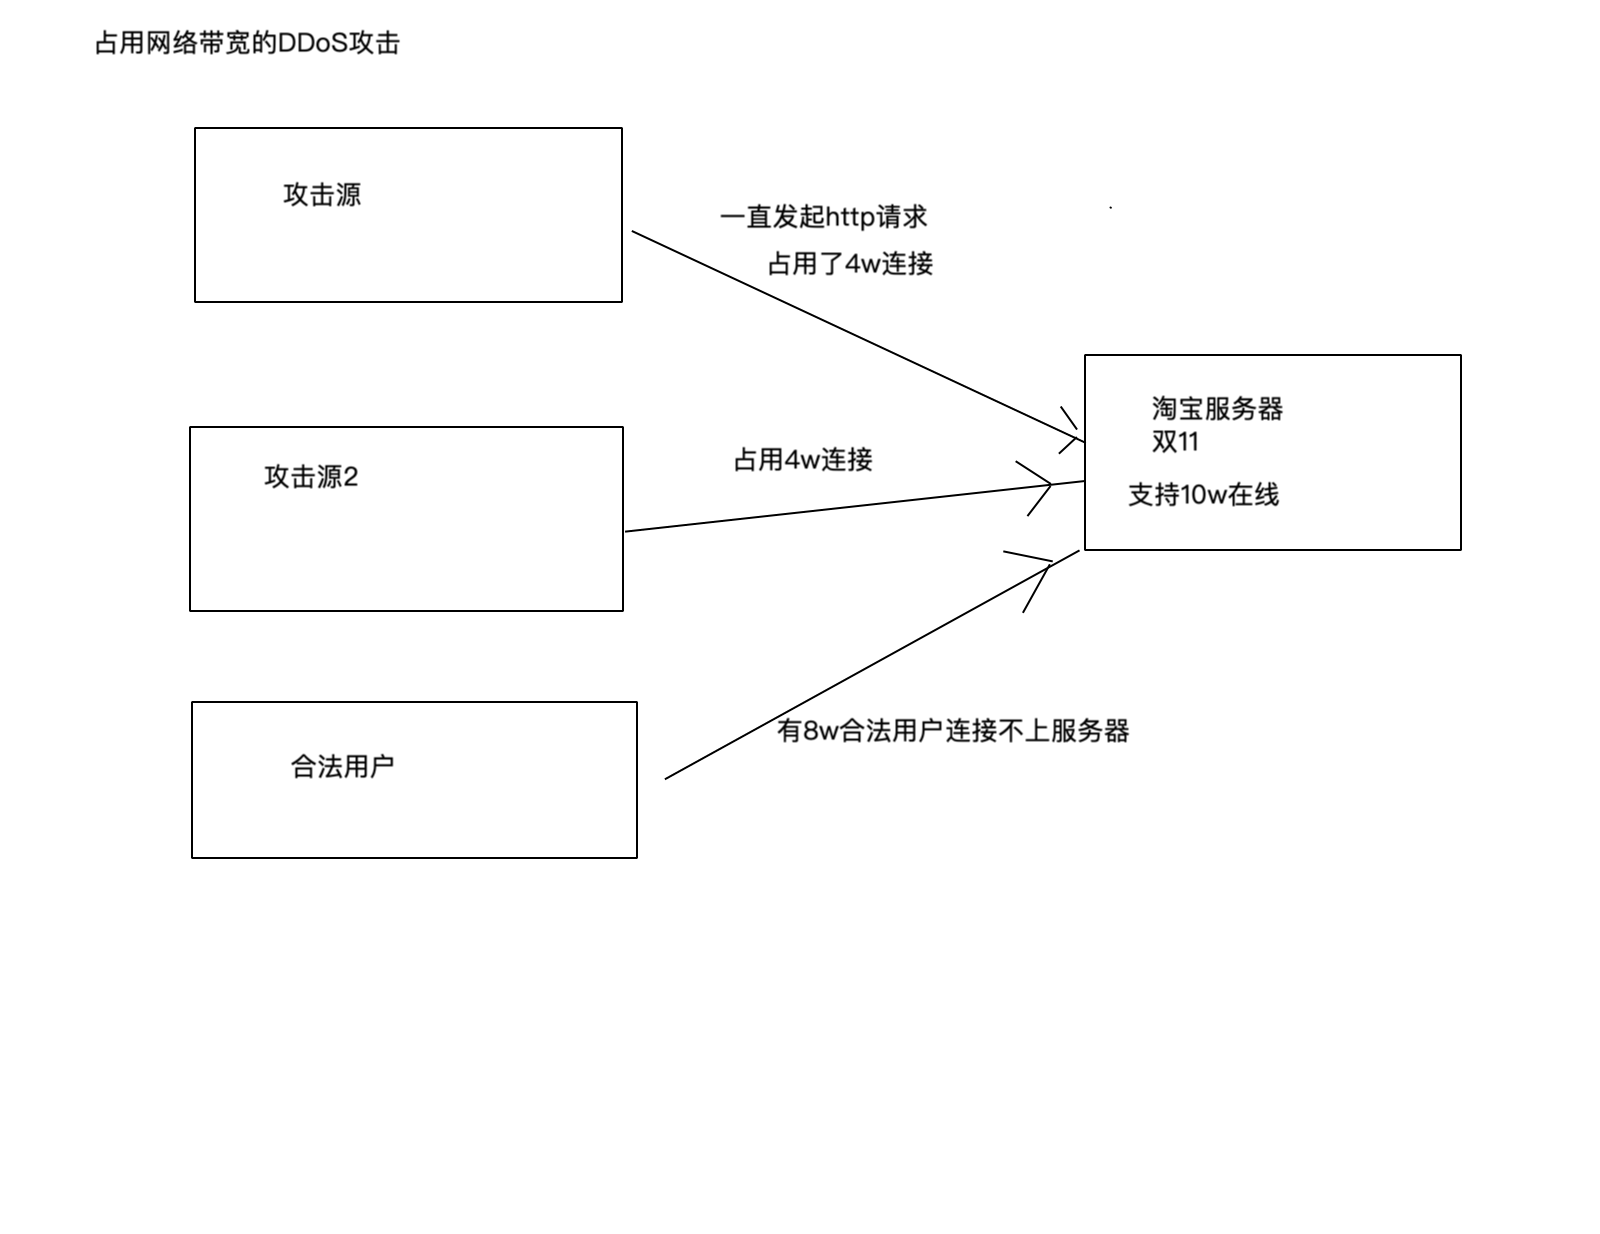 占用网络带宽的DDoS攻击
攻击源
一直发起http请求
占用了4w连接
淘宝服务器
双11
支持10w在线
攻击源2
占用4w连接
合法用户
有8w合法用户连接不上服务器